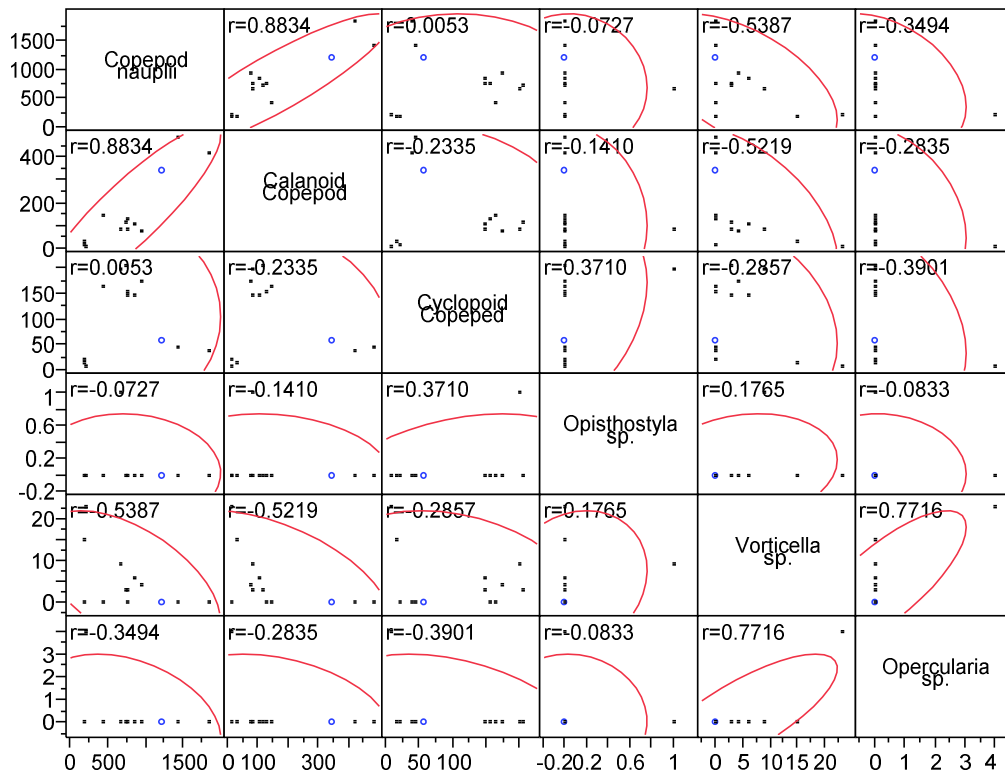 1500
1000
500
0
Copepod
nauplii
r=0.8834
r=0.0053
r=-0.0727
r=-0.5387
r=-0.3494
400
200
0
r=0.8834
Calanoid
Copepod
r=-0.2335
r=-0.1410
r=-0.5219
r=-0.2835
150
100
50
0
r=0.0053
r=-0.2335
Cyclopoid
Copeped
r=0.3710
r=-0.2857
r=-0.3901
1
0.6
0.2
-0.2
r=-0.0727
r=-0.1410
r=0.3710
Opisthostyla
sp.
r=0.1765
r=-0.0833
20
10
0
r=-0.5387
r=-0.5219
r=-0.2857
r=0.1765
Vorticella
sp.
r=0.7716
4
3
2
1
0
r=-0.3494
r=-0.2835
r=-0.3901
r=-0.0833
r=0.7716
Opercularia
sp.
0 500 1500 0 100 300 0 50 100 -0.2 0.2 0.6 1 0 5 10 15 20 0 1 2 3 4